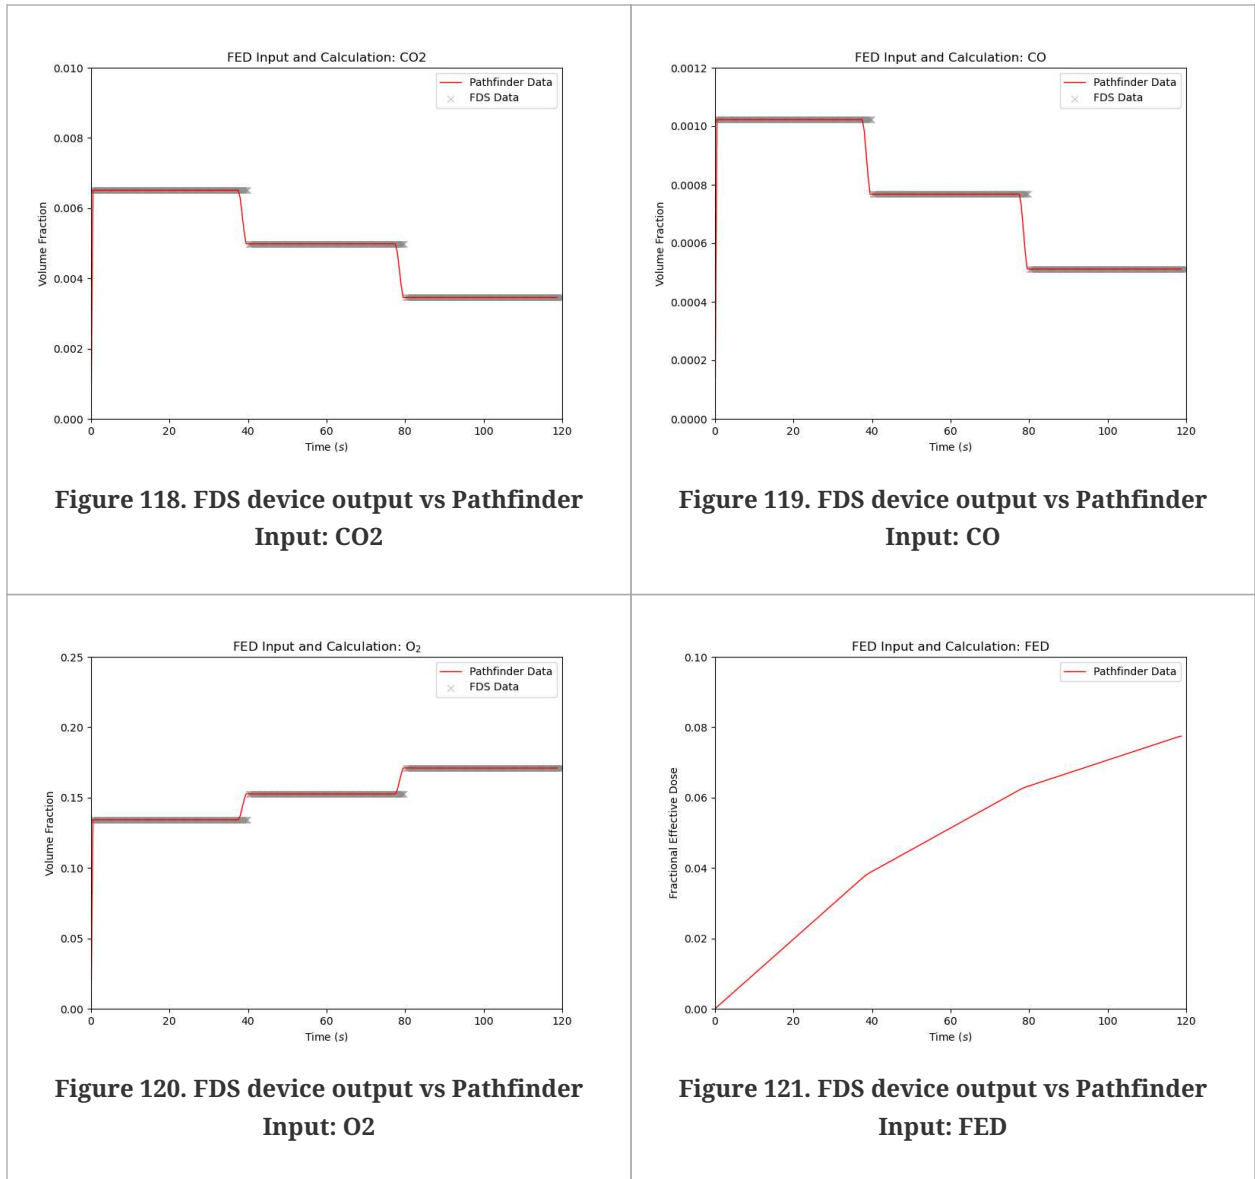 FED Input and Calculation: CO2
0.010
0.008
0.006
0.004
0.002
0.000
Volume Fraction
0 20 40 60 80 100 120
Time (s)
Pathfinder Data
FDS Data
Figure 118. FDS device output vs Pathfinder
Input: CO2
FED Input and Calculation: CO
0.0012
0.0010
0.0008
0.0006
0.0004
0.0002
0.0000
Volume Fraction
0 20 40 60 80 100 120
Time (s)
Pathfinder Data
FDS Data
Figure 119. FDS device output vs Pathfinder
Input: CO
FED Input and Calculation: O₂
0.25
0.20
0.15
0.10
0.05
0.00
Volume Fraction
0 20 40 60 80 100 120
Time (s)
Pathfinder Data
FDS Data
Figure 120. FDS device output vs Pathfinder
Input: O2
FED Input and Calculation: FED
0.10
0.08
0.06
0.04
0.02
0.00
Fractional Effective Dose
0 20 40 60 80 100 120
Time (s)
Pathfinder Data
Figure 121. FDS device output vs Pathfinder
Input: FED